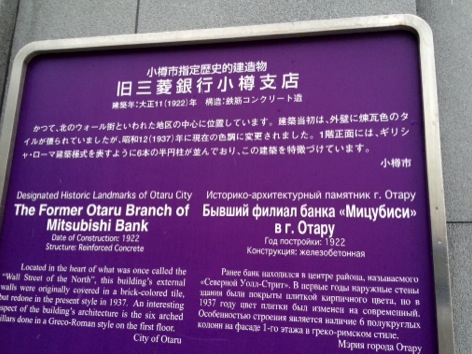 小樽市指定歴史的建造物
旧三菱銀行小樽支店
建築年:大正11(1922)年 構造:鉄筋コンクリート造
かつて、北のウォール街といわれた地区の中心に位置しています。建築当初は、外壁に煉瓦色のタ
イルが張られていましたが、昭和12(1937)年に現在の色調に変更されました。1階正面には、ギリシ
ャ・ローマ建築様式を表すように6本の半円柱が並んでおり、この建築を特徴づけています。
小樽市
Designated Historic Landmarks of Otaru City
The Former Otaru Branch of
Mitsubishi Bank
Date of Construction: 1922
Structure: Reinforced Concrete
Located in the heart of what was once called the
"Wall Street of the North", this building's external
walls were originally covered in a brick-colored tile,
but redone in the present style in 1937. An interesting
aspect of the building's architecture is the six arched
pillars done in a Greco-Roman style on the first floor.
City of Otaru
Историко-архитектурный памятник г. Отару
Бывший филиал банка «Мицубиси»
в г. Отару
Год постройки: 1922
Конструкция: железобетонная
Ранее банк находился в центре района, называемого
«Северной Уолл-Стрит». В первые годы наружные стены
здания были покрыты плиткой кирпичного цвета, но в
1937 году цвет плитки был изменен на современный.
Особенностью строения является наличие 6 полукруглых
колонн на фасаде 1-го этажа в греко-римском стиле.
Мэрия города Отару